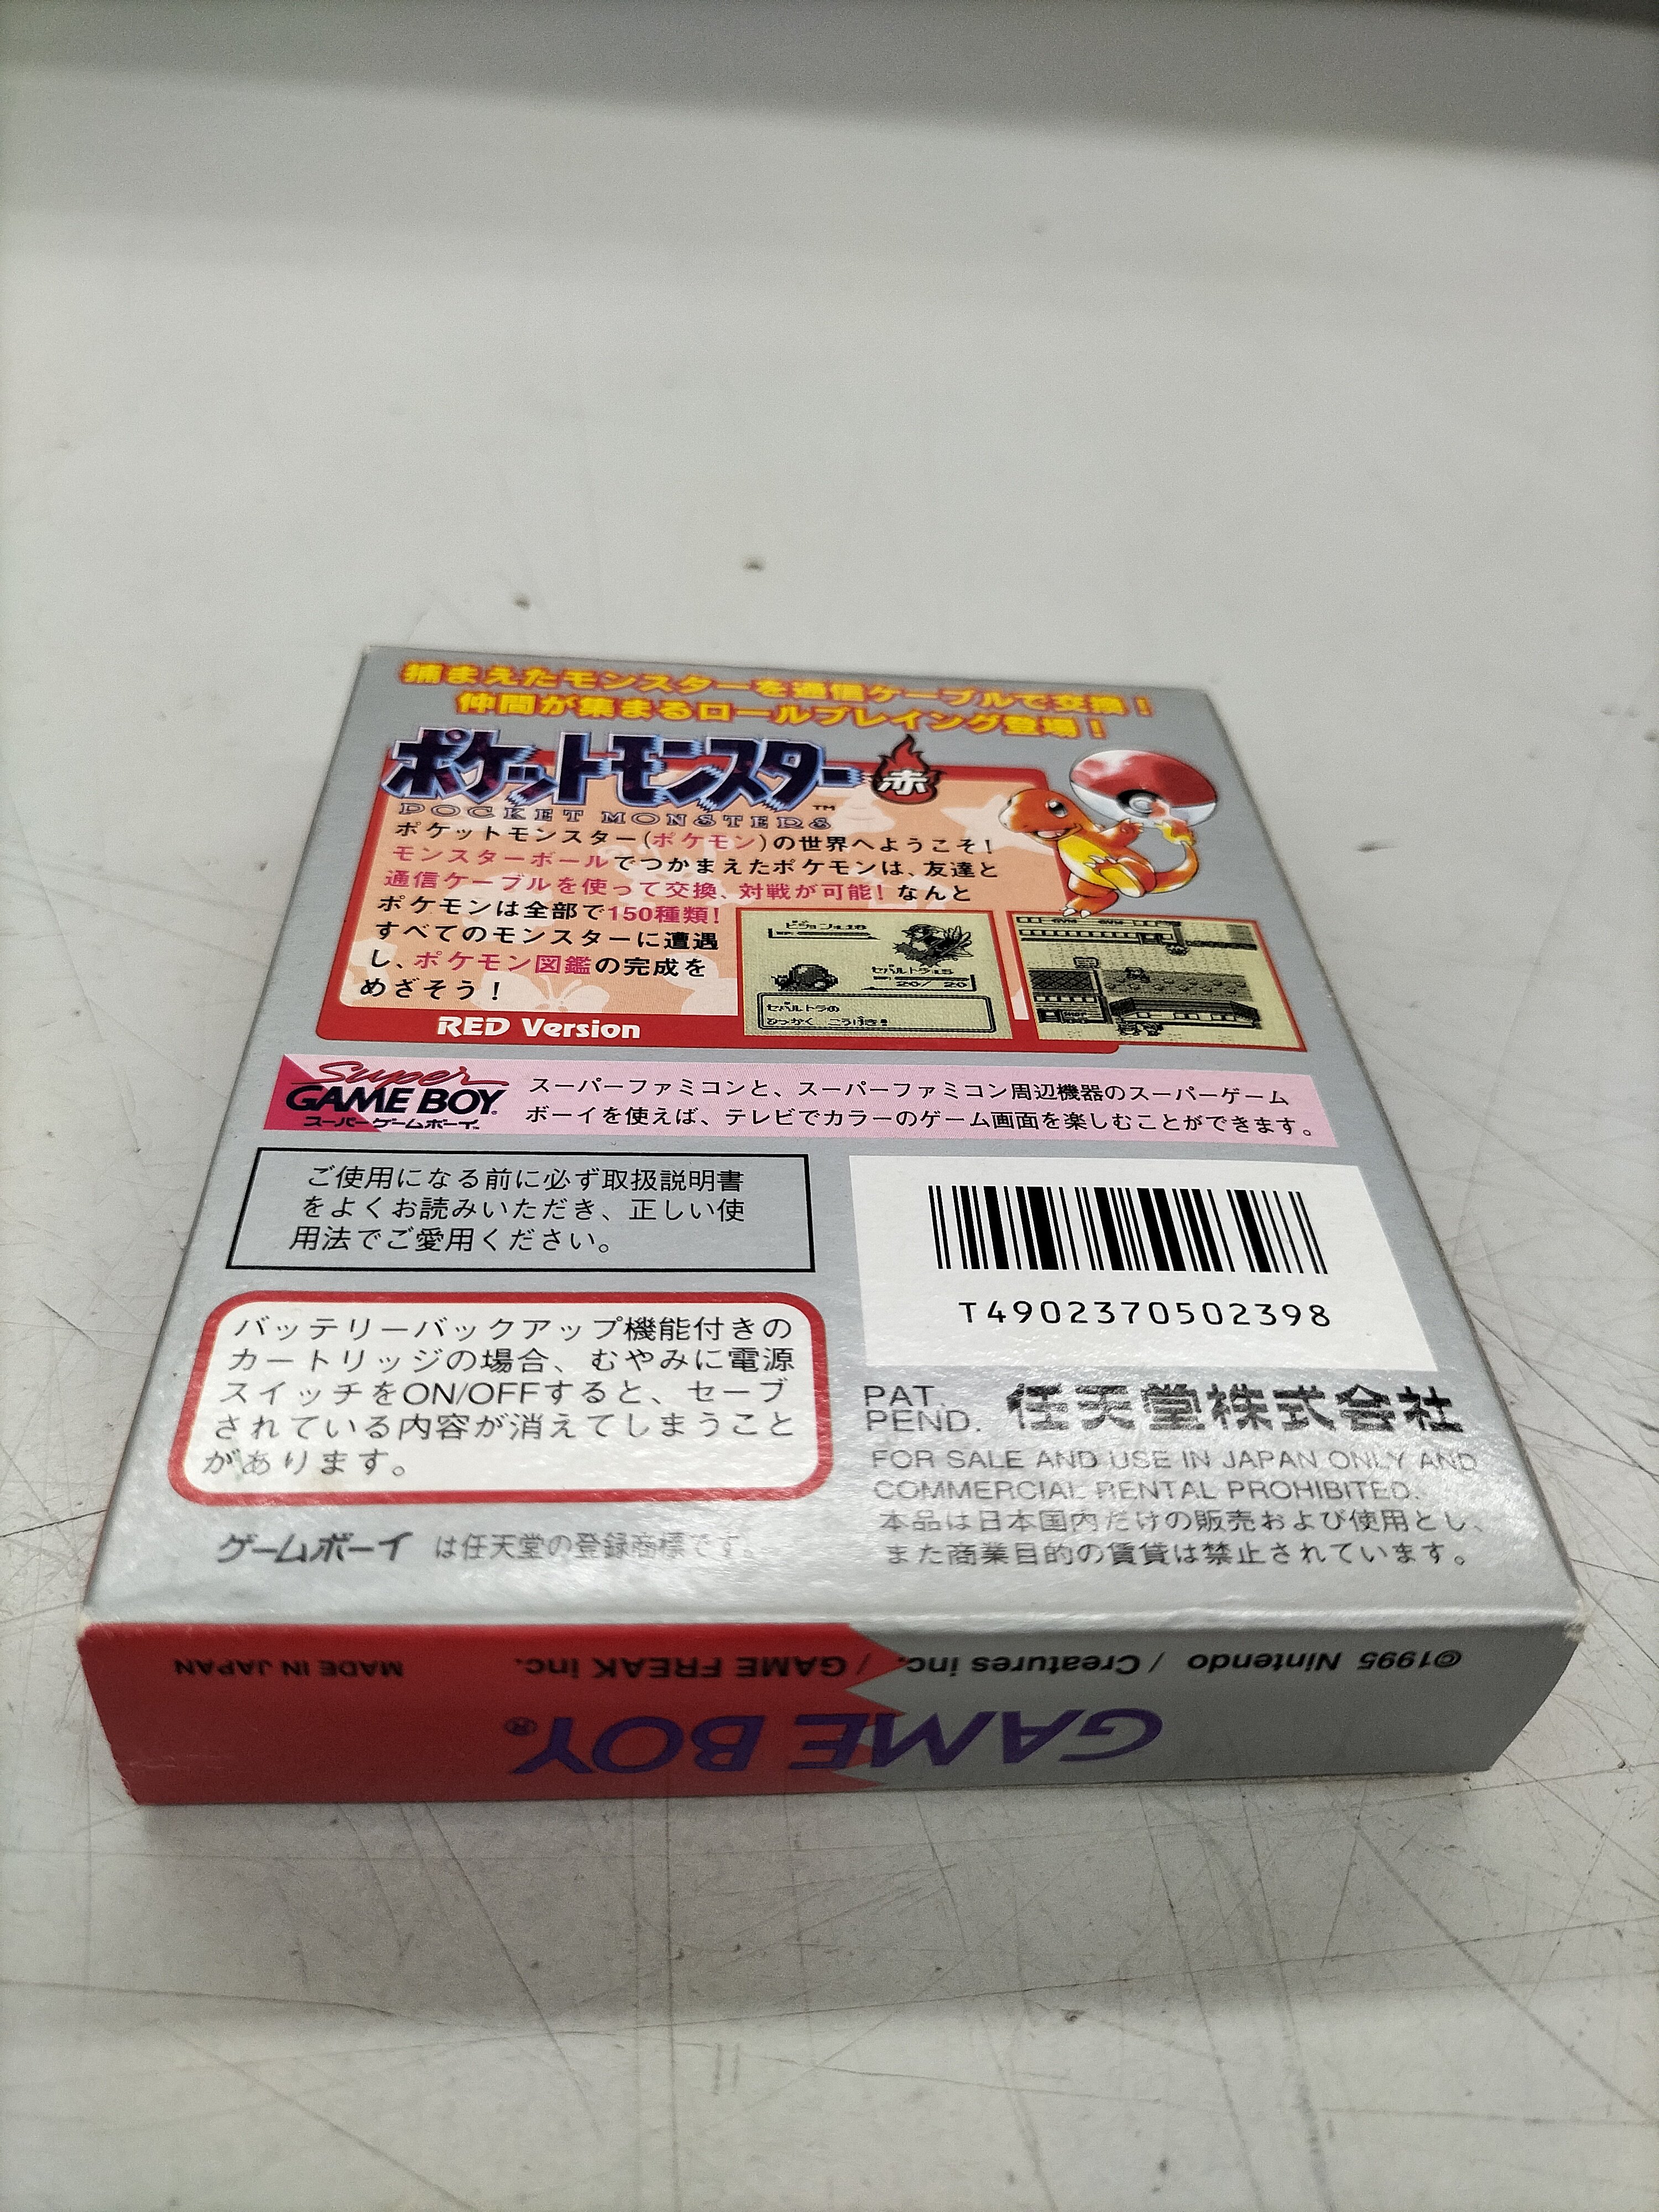 捕まえたモンスターを通信ケーブルで交換！
仲間が集まるロールプレイング登場！
ポケットモンスター 赤
POCKET MONSTERS™
ポケットモンスター(ポケモン)の世界へようこそ！
モンスターボールでつかまえたポケモンは、友達と
通信ケーブルを使って交換、対戦が可能！なんと
ポケモンは全部で150種類！
すべてのモンスターに遭遇
し、ポケモン図鑑の完成を
めざそう！
RED Version
セパルトラの
ひっかく こうげき！
20/ 20
Super
GAME BOY
スーパーゲームボーイ
スーパーファミコンと、スーパーファミコン周辺機器のスーパーゲーム
ボーイを使えば、テレビでカラーのゲーム画面を楽しむことができます。
ご使用になる前に必ず取扱説明書
をよくお読みいただき、正しい使
用法でご愛用ください。
バッテリーバックアップ機能付きの
カートリッジの場合、むやみに電源
スイッチをON/OFFすると、セーブ
されている内容が消えてしまうこと
があります。
ゲームボーイ は任天堂の登録商標です。
T4902370502398
PAT.
PEND. 任天堂株式会社
FOR SALE AND USE IN JAPAN ONLY AND
COMMERCIAL RENTAL PROHIBITED.
本品は日本国内だけの販売および使用とし、
また商業目的の賃貸は禁止されています。
©1995 Nintendo / Creatures inc. / GAME FREAK inc. MADE IN JAPAN
GAME BOY®